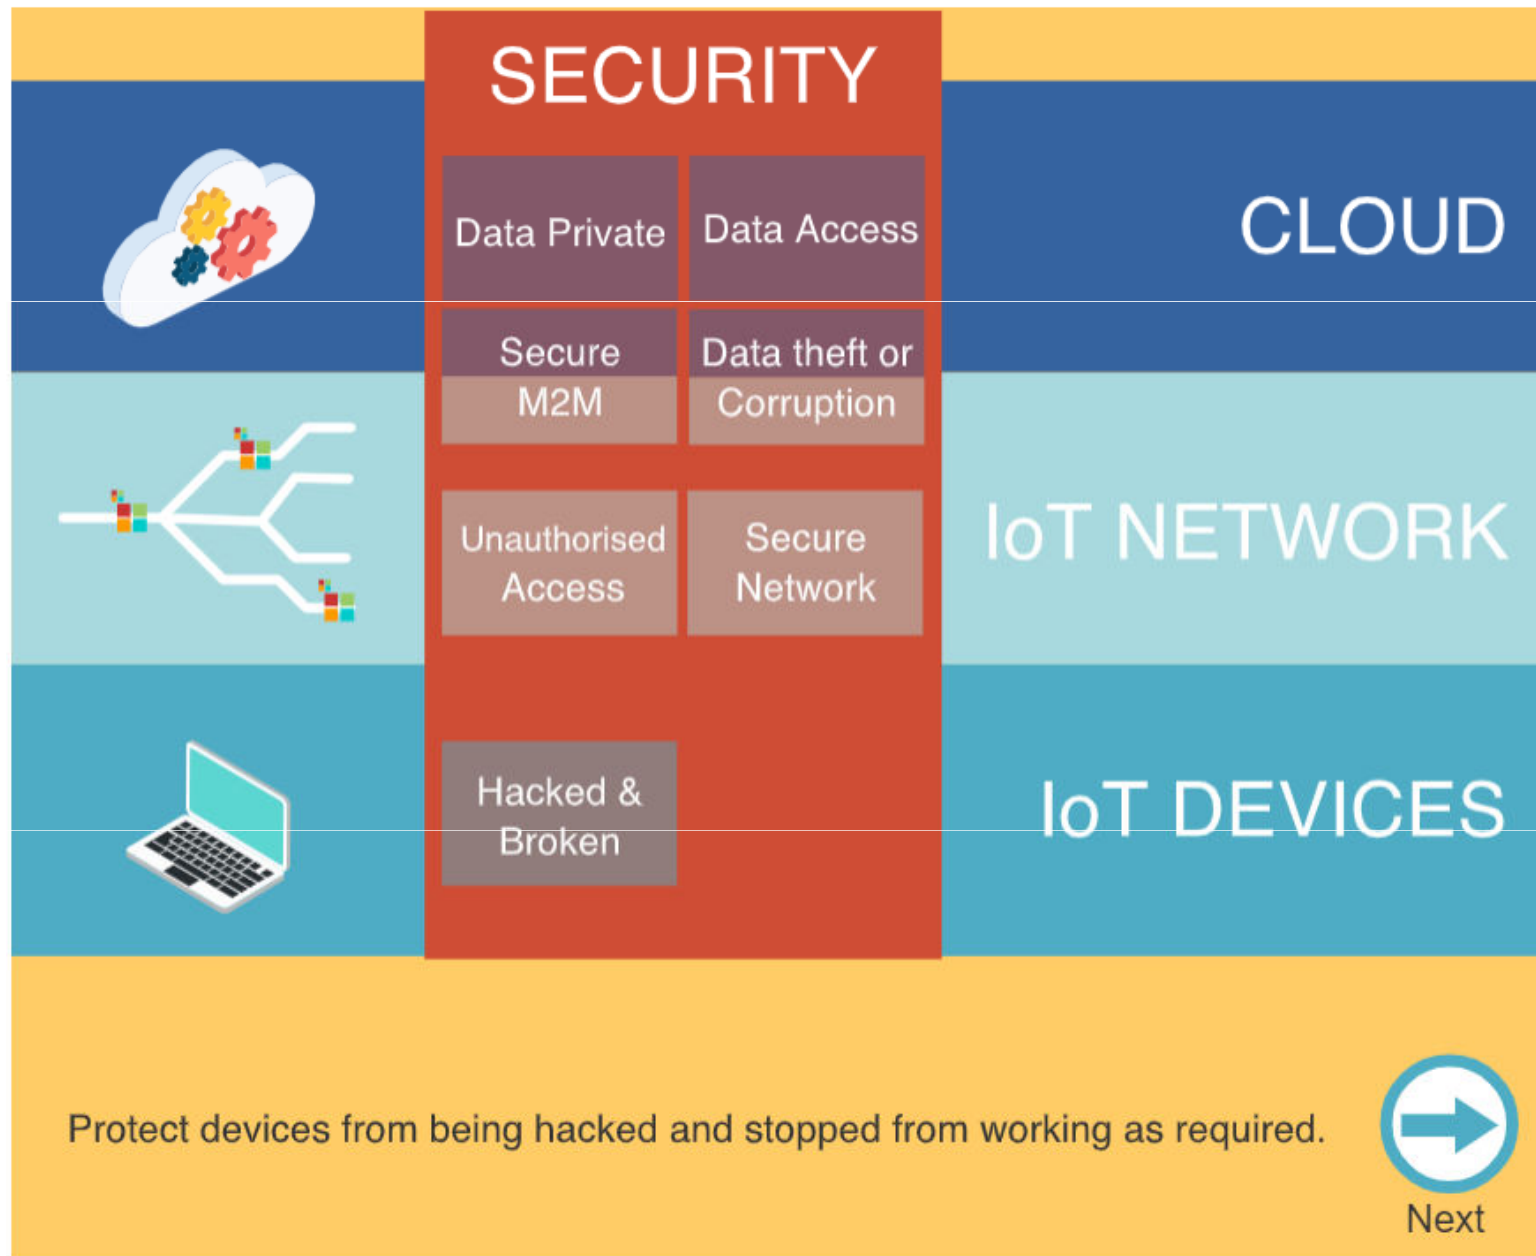 SECURITY
Data Private
Data Access
CLOUD
Secure
M2M
Data theft or
Corruption
Unauthorised
Access
Secure
Network
IoT NETWORK
Hacked &
Broken
IoT DEVICES
Protect devices from being hacked and stopped from working as required.
Next